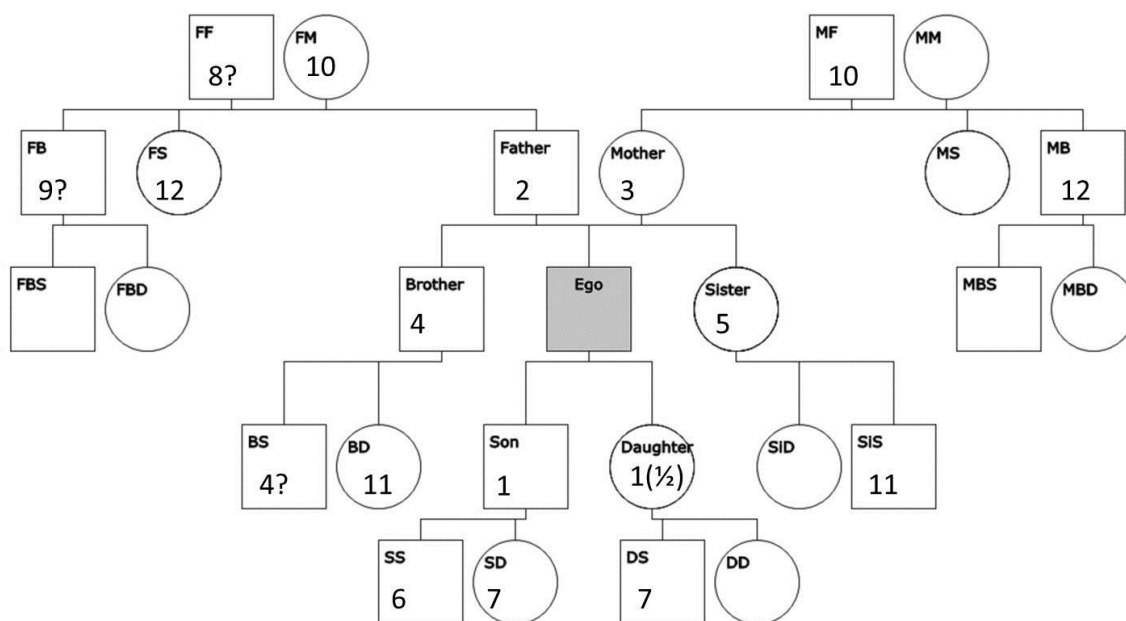 FF
8?
FM
10
MF
10
MM
FB
9?
FS
12
Father
2
Mother
3
MS
MB
12
FBS
FBD
Brother
4
Ego
Sister
5
MBS
MBD
BS
4?
BD
11
Son
1
Daughter
1(½)
SiD
SiS
11
SS
6
SD
7
DS
7
DD